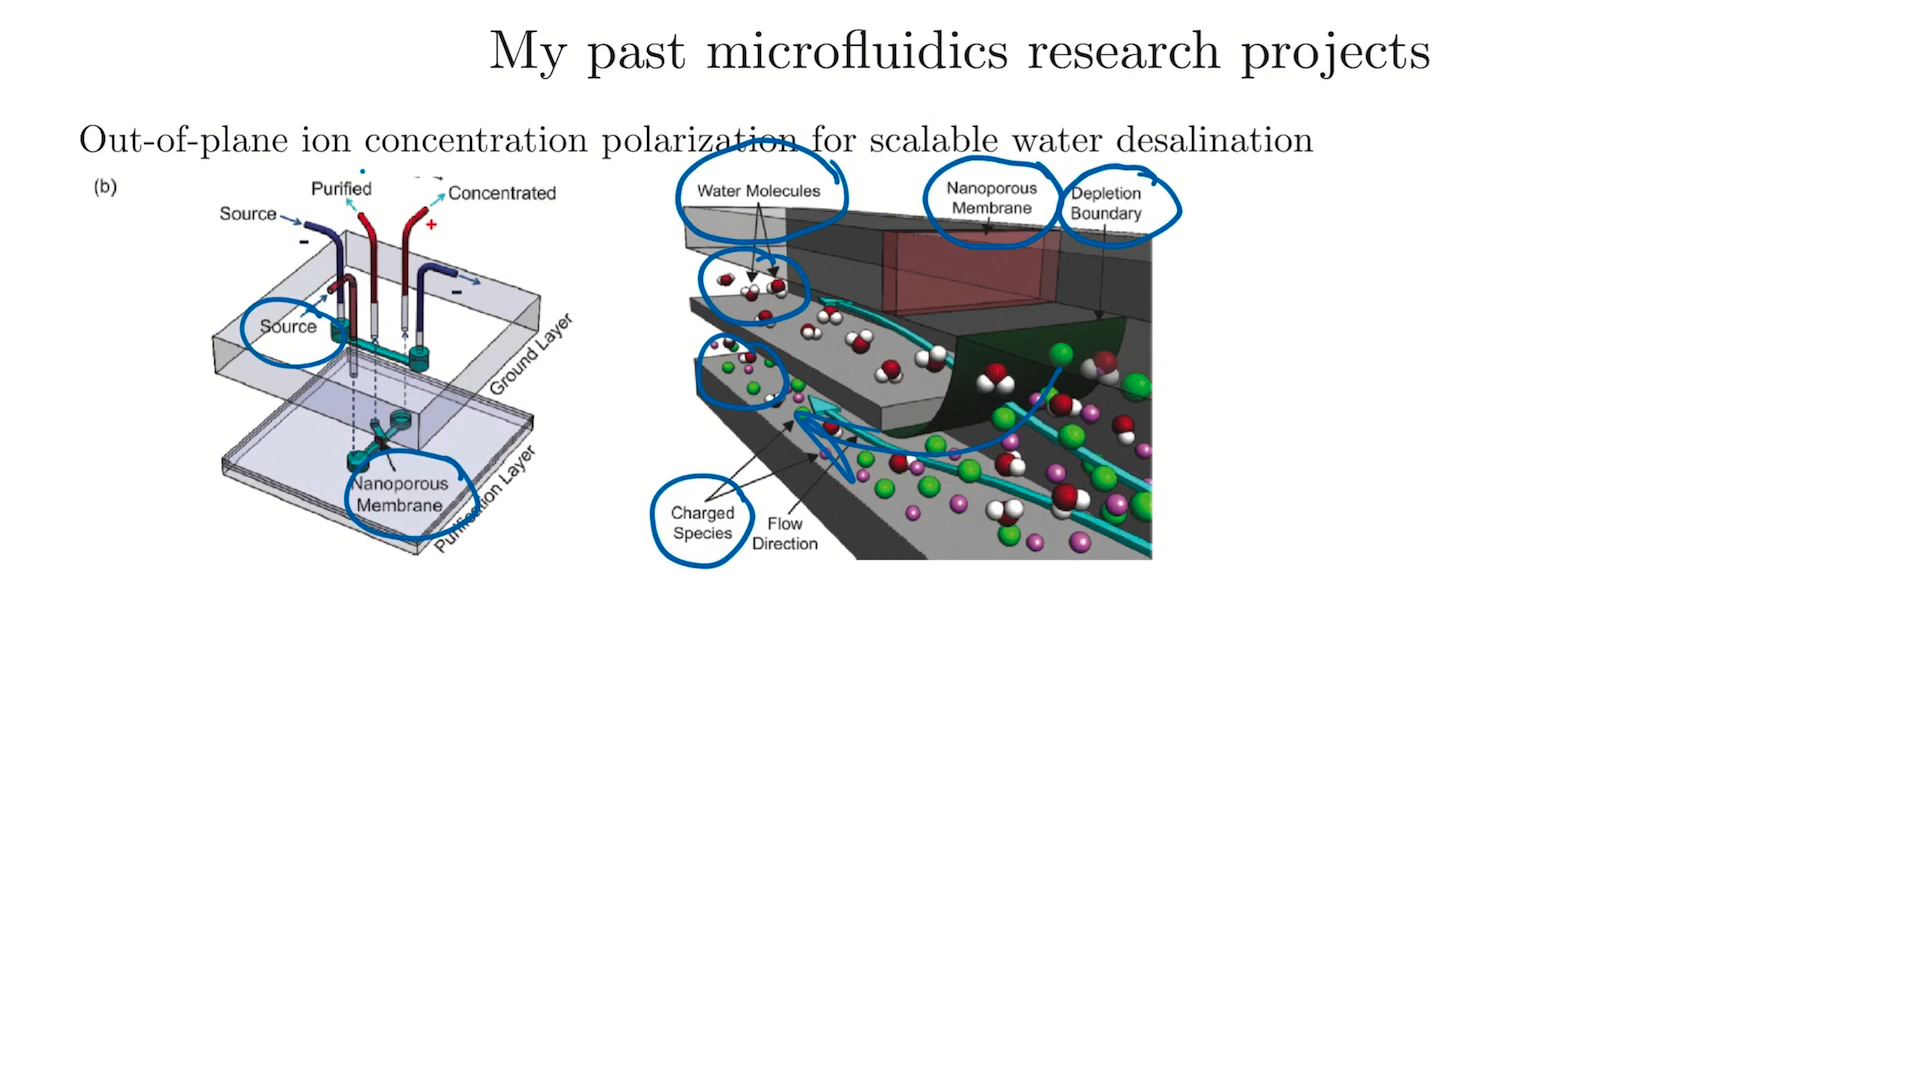 My past microfluidics research projects
Out-of-plane ion concentration polarization for scalable water desalination
(b)
Purified
Concentrated
Source
+
-
-
Source
Ground Layer
Nanoporous
Membrane
Purification Layer
Water Molecules
Nanoporous
Membrane
Depletion
Boundary
Charged
Species
Flow
Direction